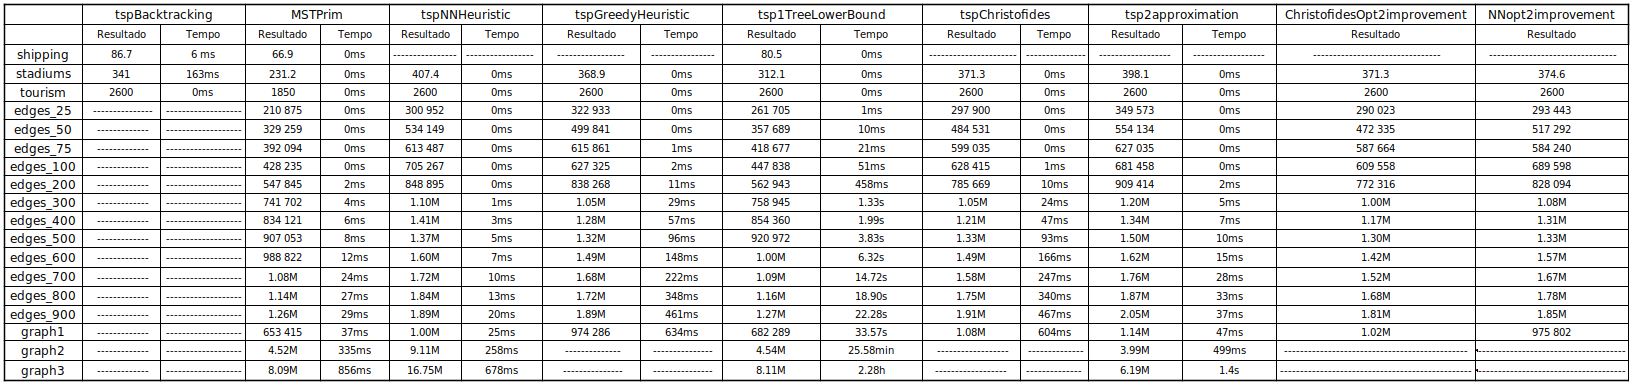 tspBacktracking MSTPrim tspNNHeuristic tspGreedyHeuristic tsp1TreeLowerBound tspChristofides tsp2approximation ChristofidesOpt2improvement NNopt2improvement
Resultado Tempo Resultado Tempo Resultado Tempo Resultado Tempo Resultado Tempo Resultado Tempo Resultado Tempo Resultado Resultado
shipping 86.7 6 ms 66.9 0ms ---------------- ----------------- ----------------- ---------------- 80.5 0ms ---------------------- --------------- ------------------ ------------------ -------------------------------- --------------------------------
stadiums 341 163ms 231.2 0ms 407.4 0ms 368.9 0ms 312.1 0ms 371.3 0ms 398.1 0ms 371.3 374.6
tourism 2600 0ms 1850 0ms 2600 0ms 2600 0ms 2600 0ms 2600 0ms 2600 0ms 2600 2600
edges_25 --------------- ------------------- 210 875 0ms 300 952 0ms 322 933 0ms 261 705 1ms 297 900 0ms 349 573 0ms 290 023 293 443
edges_50 ------------- ------------------- 329 259 0ms 534 149 0ms 499 841 0ms 357 689 10ms 484 531 0ms 554 134 0ms 472 335 517 292
edges_75 ------------- ------------------- 392 094 0ms 613 487 0ms 615 861 1ms 418 677 21ms 599 035 0ms 627 035 0ms 587 664 584 240
edges_100 ------------- ------------------- 428 235 0ms 705 267 0ms 627 325 2ms 447 838 51ms 628 415 1ms 681 458 0ms 609 558 689 598
edges_200 ------------- ------------------- 547 845 2ms 848 895 0ms 838 268 11ms 562 943 458ms 785 669 10ms 909 414 2ms 772 316 828 094
edges_300 ------------- ------------------- 741 702 4ms 1.10M 1ms 1.05M 29ms 758 945 1.33s 1.05M 24ms 1.20M 5ms 1.00M 1.08M
edges_400 ------------- ------------------- 834 121 6ms 1.41M 3ms 1.28M 57ms 854 360 1.99s 1.21M 47ms 1.34M 7ms 1.17M 1.31M
edges_500 ------------- ------------------- 907 053 8ms 1.37M 5ms 1.32M 96ms 920 972 3.83s 1.33M 93ms 1.50M 10ms 1.30M 1.33M
edges_600 ------------- ------------------- 988 822 12ms 1.60M 7ms 1.49M 148ms 1.00M 6.32s 1.49M 166ms 1.62M 15ms 1.42M 1.57M
edges_700 ------------- ------------------- 1.08M 24ms 1.72M 10ms 1.68M 222ms 1.09M 14.72s 1.58M 247ms 1.76M 28ms 1.52M 1.67M
edges_800 ------------- ------------------- 1.14M 27ms 1.84M 13ms 1.72M 348ms 1.16M 18.90s 1.75M 340ms 1.87M 33ms 1.68M 1.78M
edges_900 ------------- ------------------- 1.26M 29ms 1.89M 20ms 1.89M 461ms 1.27M 22.28s 1.91M 467ms 2.05M 37ms 1.81M 1.85M
graph1 ------------- ------------------- 653 415 37ms 1.00M 25ms 974 286 634ms 682 289 33.57s 1.08M 604ms 1.14M 47ms 1.02M 975 802
graph2 ------------- ------------------- 4.52M 335ms 9.11M 258ms -------------- --------------- 4.54M 25.58min ------------------ -------------- 3.99M 499ms ---------------------------------------------- --------------------------------------
graph3 ------------- ------------------- 8.09M 856ms 16.75M 678ms --------------- --------------- 8.11M 2.28h ------------------ -------------- 6.19M 1.4s ------------------------------------------------ --------------------------------------